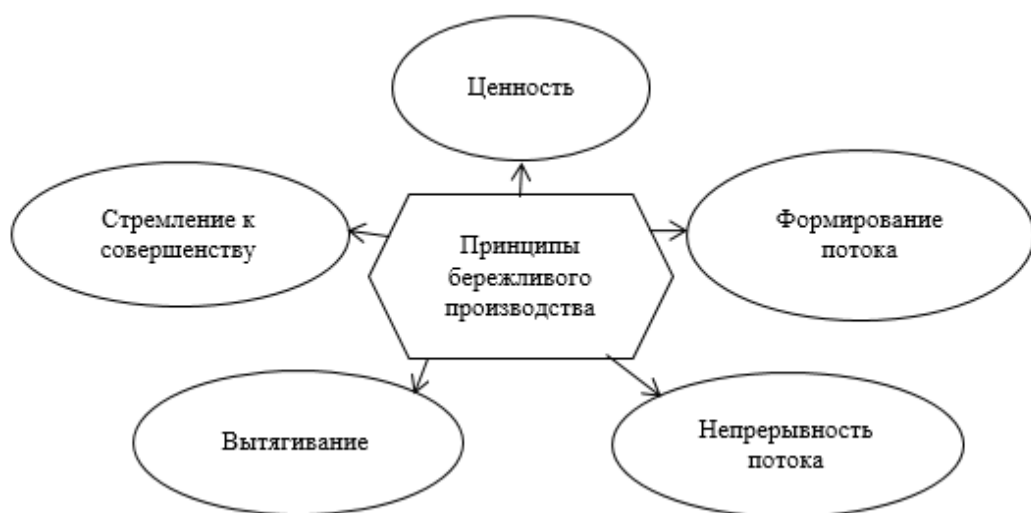 Ценность
Стремление к
совершенству
Принципы
бережливого
производства
Формирование
потока
Вытягивание
Непрерывность
потока